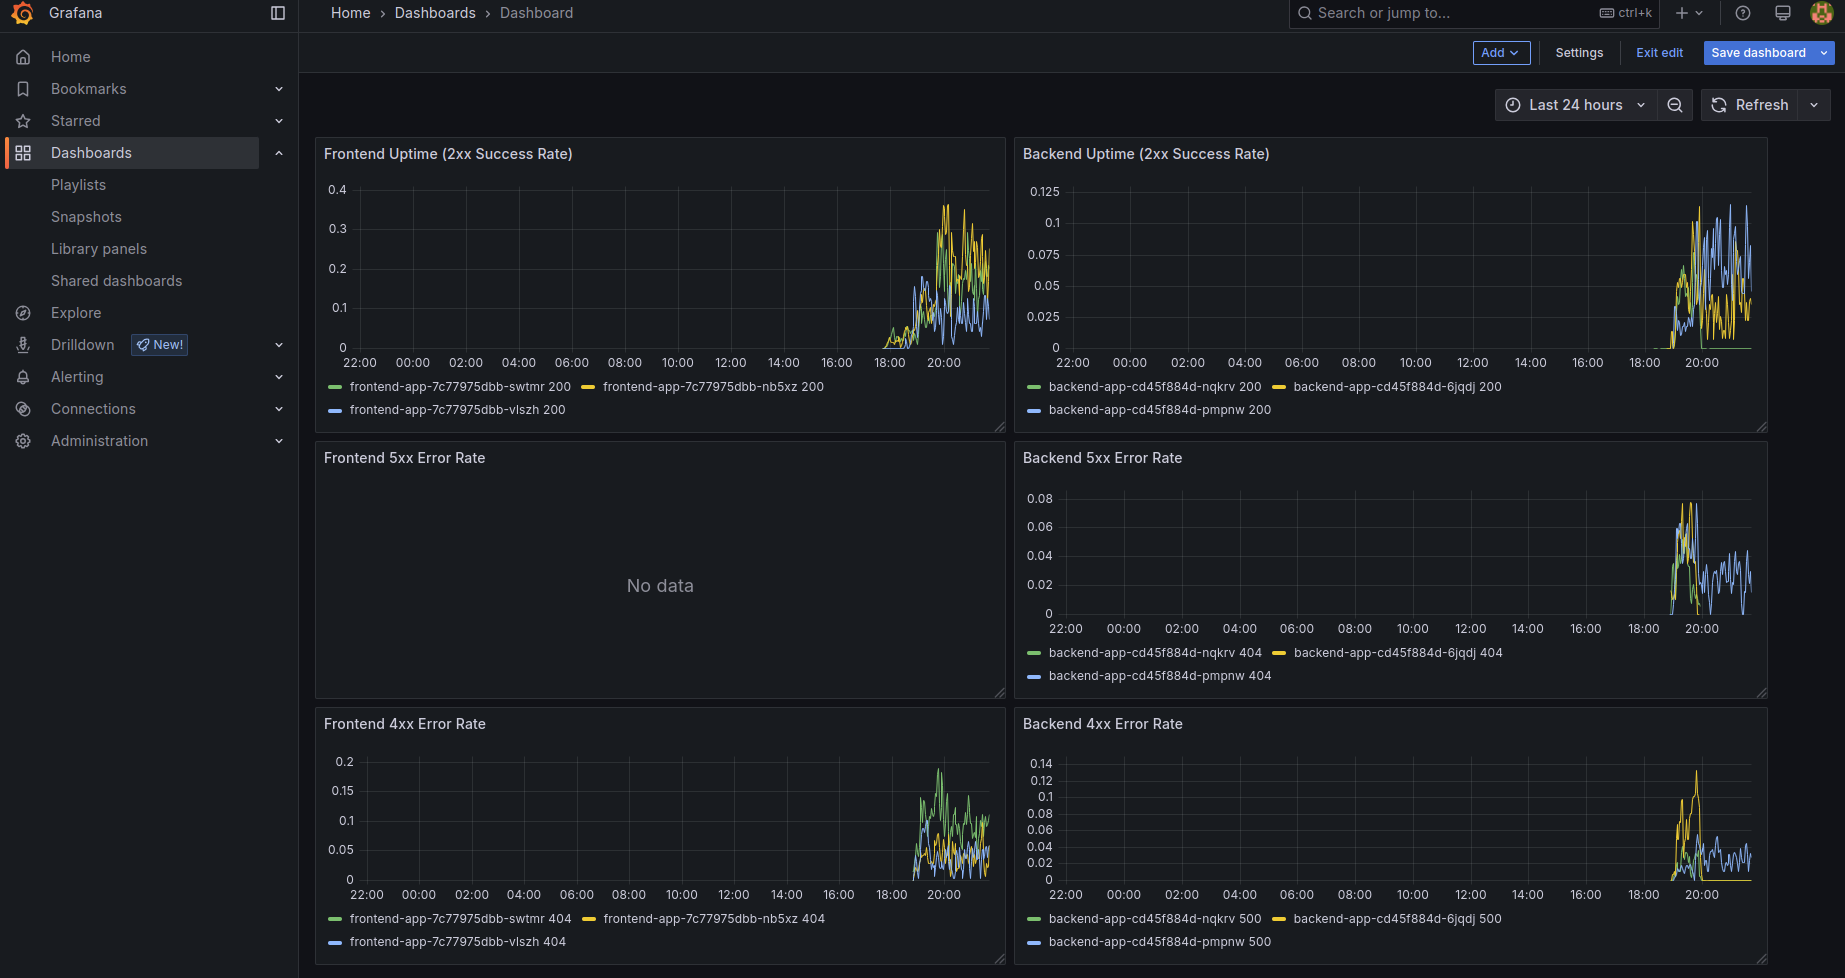 Grafana
Home › Dashboards › Dashboard
Search or jump to... ctrl+k
Add Settings Exit edit Save dashboard
Last 24 hours Refresh
Home
Bookmarks
Starred
Dashboards
Playlists
Snapshots
Library panels
Shared dashboards
Explore
Drilldown New!
Alerting
Connections
Administration
Frontend Uptime (2xx Success Rate)
0.4
0.3
0.2
0.1
0
22:00 00:00 02:00 04:00 06:00 08:00 10:00 12:00 14:00 16:00 18:00 20:00
frontend-app-7c77975dbb-swtmr 200 frontend-app-7c77975dbb-nb5xz 200
frontend-app-7c77975dbb-vlszh 200
Backend Uptime (2xx Success Rate)
0.125
0.1
0.075
0.05
0.025
0
22:00 00:00 02:00 04:00 06:00 08:00 10:00 12:00 14:00 16:00 18:00 20:00
backend-app-cd45f884d-nqkrv 200 backend-app-cd45f884d-6jqdj 200
backend-app-cd45f884d-pmpnw 200
Frontend 5xx Error Rate
No data
Backend 5xx Error Rate
0.08
0.06
0.04
0.02
0
22:00 00:00 02:00 04:00 06:00 08:00 10:00 12:00 14:00 16:00 18:00 20:00
backend-app-cd45f884d-nqkrv 404 backend-app-cd45f884d-6jqdj 404
backend-app-cd45f884d-pmpnw 404
Frontend 4xx Error Rate
0.2
0.15
0.1
0.05
0
22:00 00:00 02:00 04:00 06:00 08:00 10:00 12:00 14:00 16:00 18:00 20:00
frontend-app-7c77975dbb-swtmr 404 frontend-app-7c77975dbb-nb5xz 404
frontend-app-7c77975dbb-vlszh 404
Backend 4xx Error Rate
0.14
0.12
0.1
0.08
0.06
0.04
0.02
0
22:00 00:00 02:00 04:00 06:00 08:00 10:00 12:00 14:00 16:00 18:00 20:00
backend-app-cd45f884d-nqkrv 500 backend-app-cd45f884d-6jqdj 500
backend-app-cd45f884d-pmpnw 500